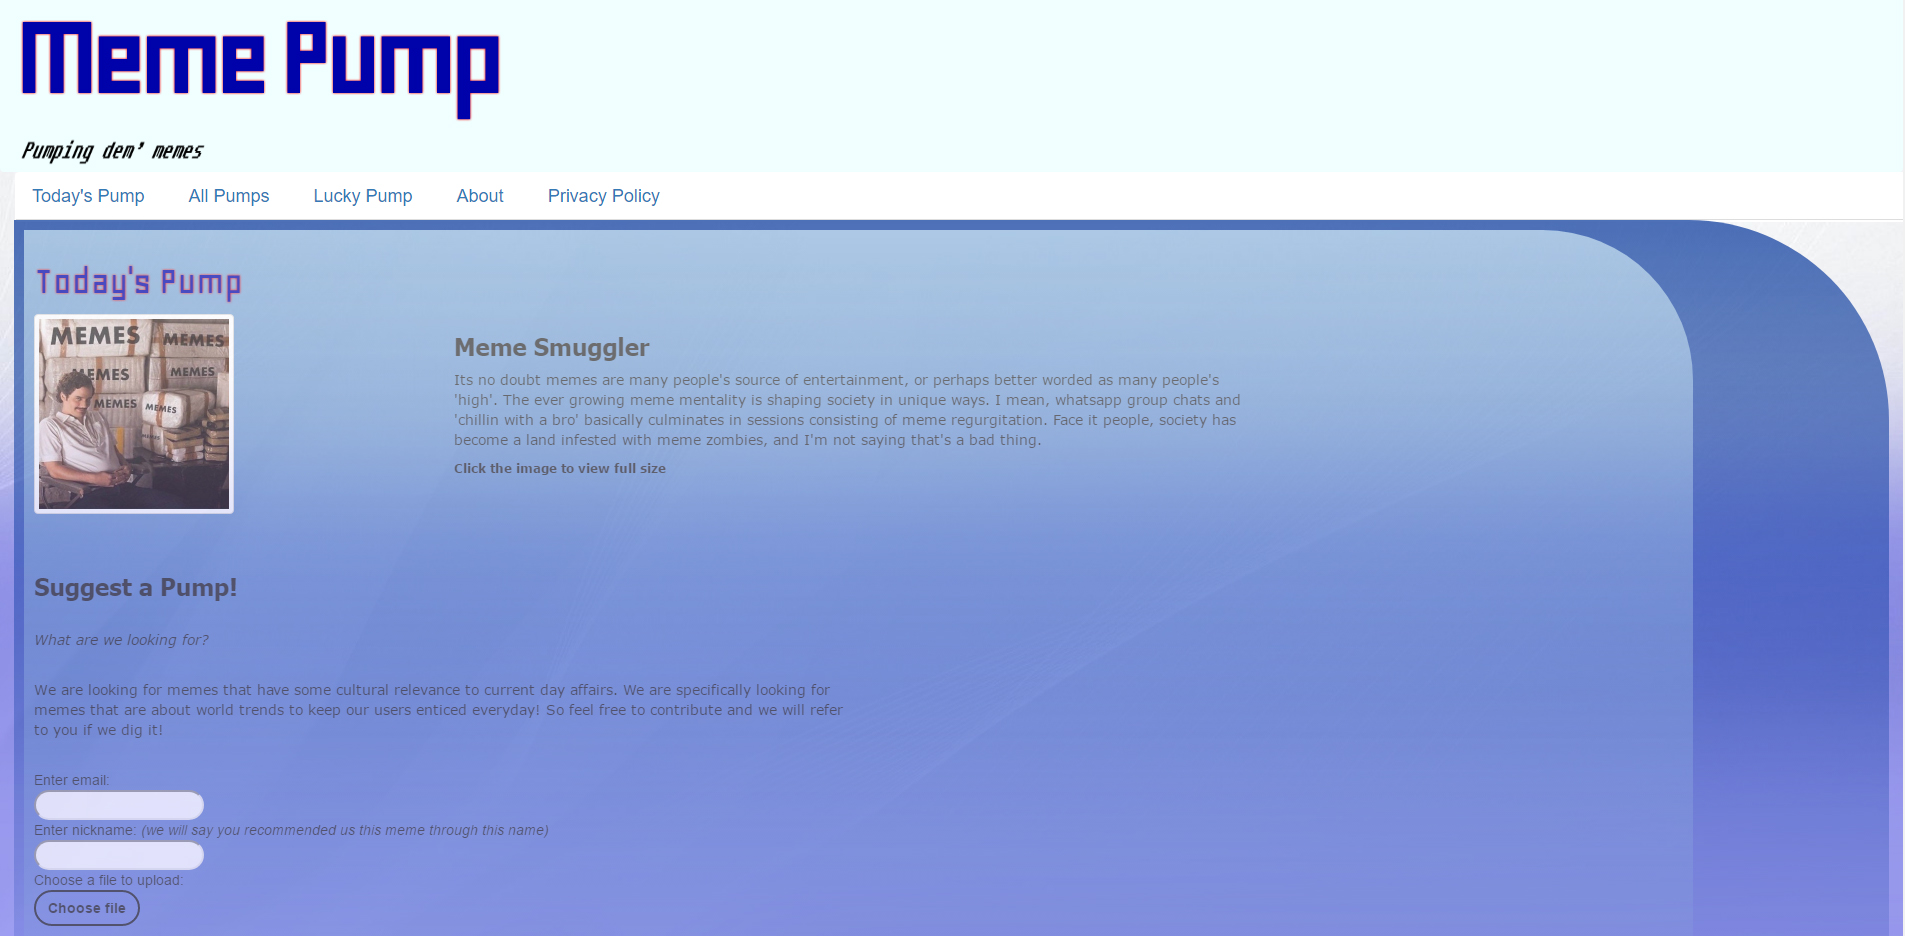 Meme Pump
Pumping dem' memes
Today's Pump
All Pumps
Lucky Pump
About
Privacy Policy
Today's Pump
MEMES
MEMES
MEMES
MEMES
MEMES
MEMES
MEMES
Meme Smuggler
Its no doubt memes are many people's source of entertainment, or perhaps better worded as many people's
'high'. The ever growing meme mentality is shaping society in unique ways. I mean, whatsapp group chats and
'chillin with a bro' basically culminates in sessions consisting of meme regurgitation. Face it people, society has
become a land infested with meme zombies, and I'm not saying that's a bad thing.
Click the image to view full size
Suggest a Pump!
What are we looking for?
We are looking for memes that have some cultural relevance to current day affairs. We are specifically looking for
memes that are about world trends to keep our users enticed everyday! So feel free to contribute and we will refer
to you if we dig it!
Enter email:
Enter nickname: (we will say you recommended us this meme through this name)
Choose a file to upload:
Choose file